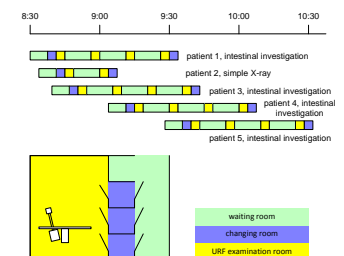 8:30 9:00 9:30 10:00 10:30
patient 1, intestinal investigation
patient 2, simple X-ray
patient 3, intestinal investigation
patient 4, intestinal
investigation
patient 5, intestinal investigation
waiting room
changing room
URF examination room